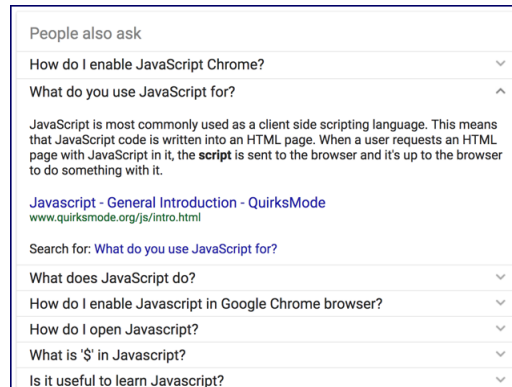 People also ask
How do I enable JavaScript Chrome?
What do you use JavaScript for?
JavaScript is most commonly used as a client side scripting language. This means
that JavaScript code is written into an HTML page. When a user requests an HTML
page with JavaScript in it, the script is sent to the browser and it's up to the browser
to do something with it.
Javascript - General Introduction - QuirksMode
www.quirksmode.org/js/intro.html
Search for: What do you use JavaScript for?
What does JavaScript do?
How do I enable Javascript in Google Chrome browser?
How do I open Javascript?
What is '$' in Javascript?
Is it useful to learn Javascript?